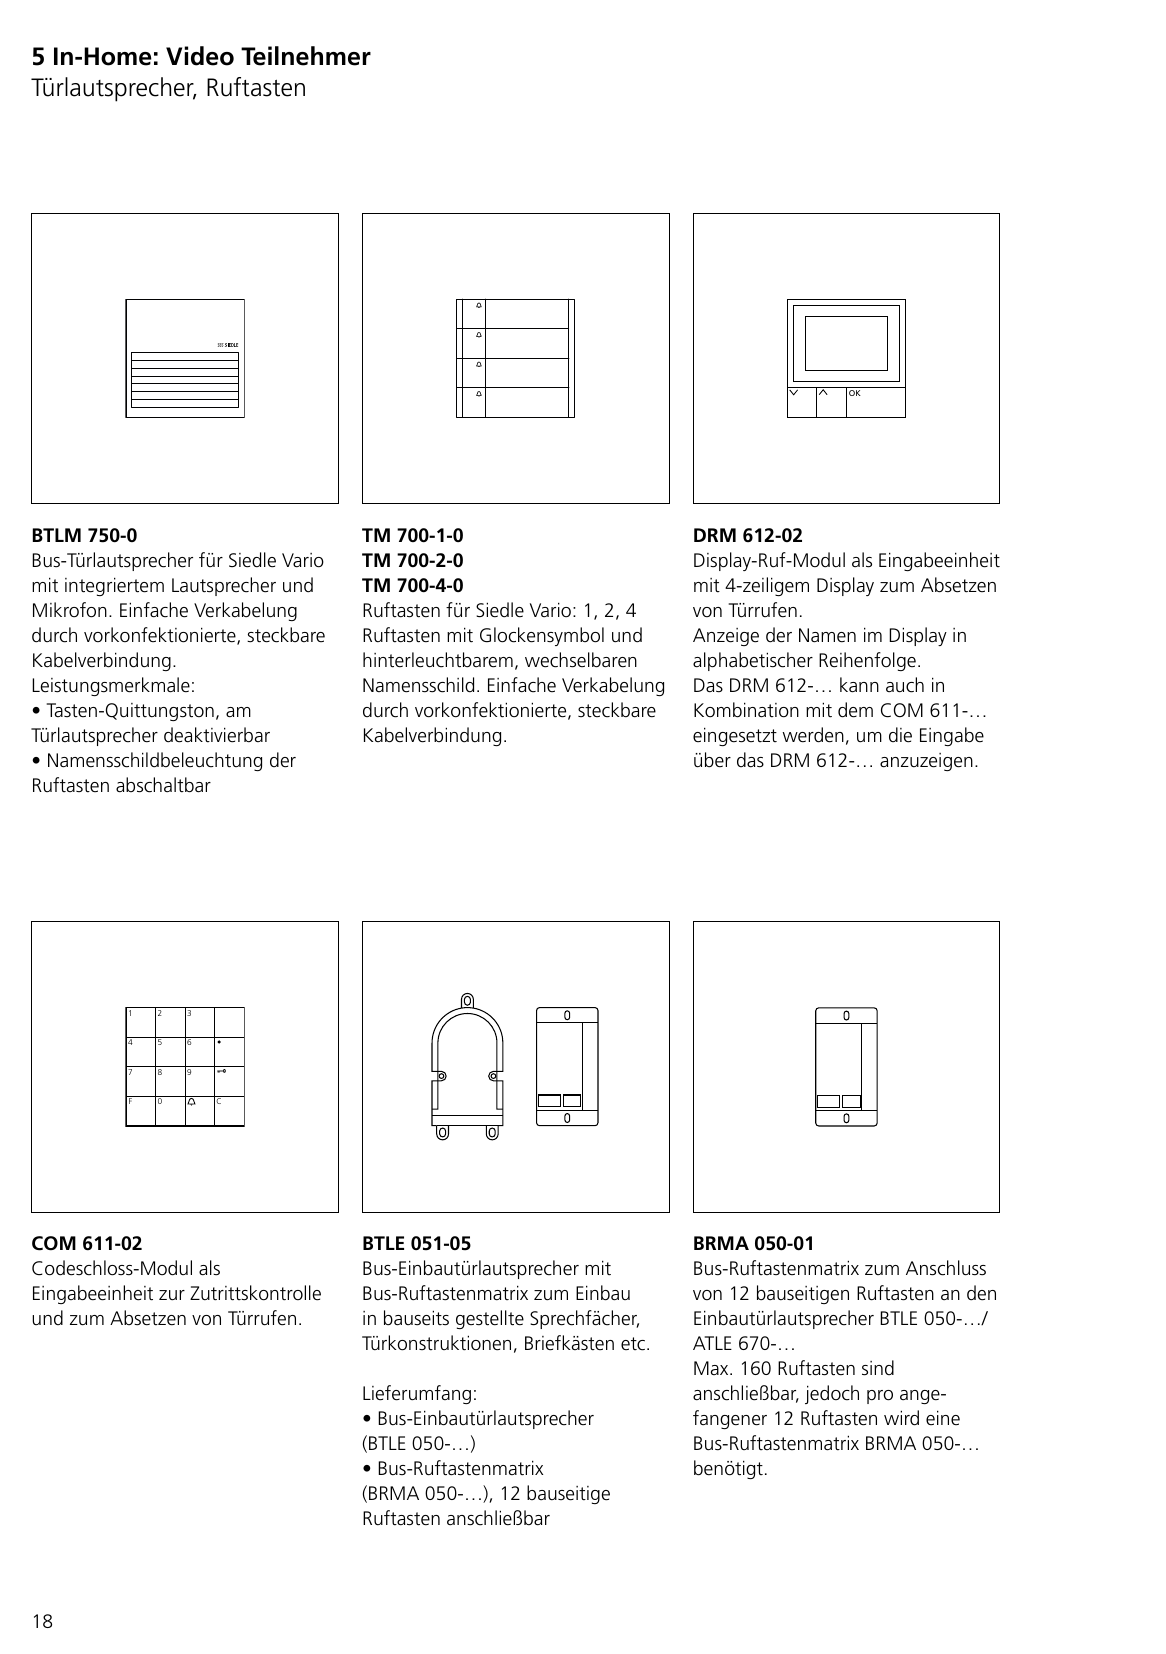 5 In-Home: Video Teilnehmer
Türlautsprecher, Ruftasten
SSS SIEDLE
OK
BTLM 750-0
Bus-Türlautsprecher für Siedle Vario
mit integriertem Lautsprecher und
Mikrofon. Einfache Verkabelung
durch vorkonfektionierte, steckbare
Kabelverbindung.
Leistungsmerkmale:
• Tasten-Quittungston, am
Türlautsprecher deaktivierbar
• Namensschildbeleuchtung der
Ruftasten abschaltbar
TM 700-1-0
TM 700-2-0
TM 700-4-0
Ruftasten für Siedle Vario: 1, 2, 4
Ruftasten mit Glockensymbol und
hinterleuchtbarem, wechselbaren
Namensschild. Einfache Verkabelung
durch vorkonfektionierte, steckbare
Kabelverbindung.
DRM 612-02
Display-Ruf-Modul als Eingabeeinheit
mit 4-zeiligem Display zum Absetzen
von Türrufen.
Anzeige der Namen im Display in
alphabetischer Reihenfolge.
Das DRM 612-… kann auch in
Kombination mit dem COM 611-…
eingesetzt werden, um die Eingabe
über das DRM 612-… anzuzeigen.
1 2 3
4 5 6 •
7 8 9
F 0 C
COM 611-02
Codeschloss-Modul als
Eingabeeinheit zur Zutrittskontrolle
und zum Absetzen von Türrufen.
BTLE 051-05
Bus-Einbautürlautsprecher mit
Bus-Ruftastenmatrix zum Einbau
in bauseits gestellte Sprechfächer,
Türkonstruktionen, Briefkästen etc.
Lieferumfang:
• Bus-Einbautürlautsprecher
(BTLE 050-…)
• Bus-Ruftastenmatrix
(BRMA 050-…), 12 bauseitige
Ruftasten anschließbar
BRMA 050-01
Bus-Ruftastenmatrix zum Anschluss
von 12 bauseitigen Ruftasten an den
Einbautürlautsprecher BTLE 050-…/
ATLE 670-…
Max. 160 Ruftasten sind
anschließbar, jedoch pro ange-
fangener 12 Ruftasten wird eine
Bus-Ruftastenmatrix BRMA 050-…
benötigt.
18